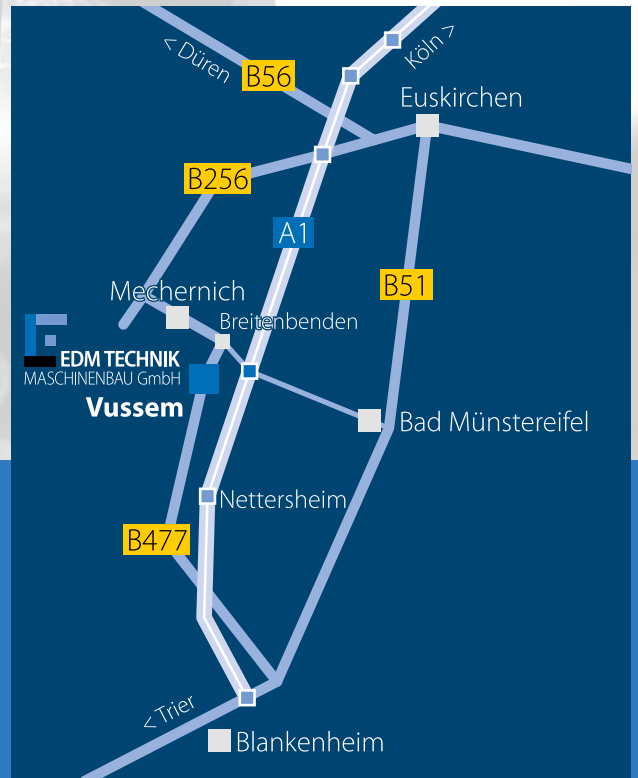 < Düren
Köln >
B56
Euskirchen
B256
A1
B51
Mechernich
Breitenbenden
EDM TECHNIK
MASCHINENBAU GmbH
Vussem
Bad Münstereifel
Nettersheim
B477
< Trier
Blankenheim